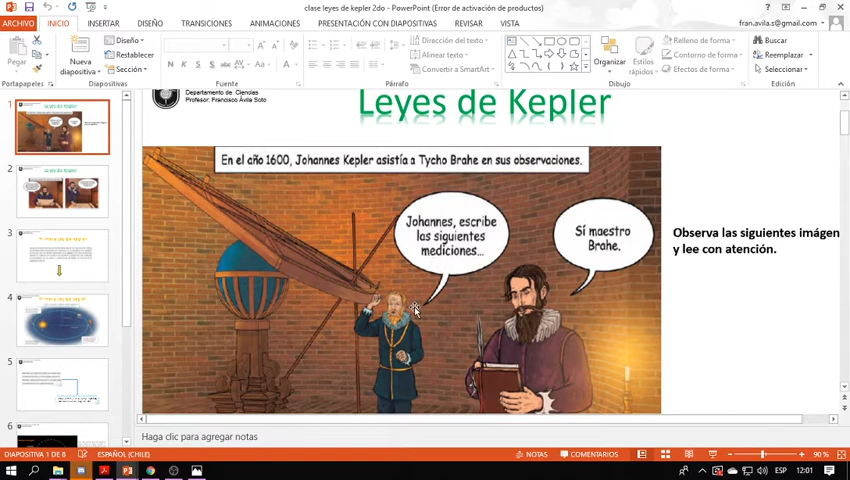 clase leyes de kepler 2do - PowerPoint (Error de activación de productos)
ARCHIVO INICIO INSERTAR DISEÑO TRANSICIONES ANIMACIONES PRESENTACIÓN CON DIAPOSITIVAS REVISAR VISTA
fran.avila.s@gmail.com
Pegar
Nueva diapositiva
Diseño
Restablecer
Sección
N K S
Dirección del texto
Alinear texto
Convertir a SmartArt
Organizar
Estilos rápidos
Relleno de forma
Contorno de forma
Efectos de forma
Buscar
Reemplazar
Seleccionar
Portapapeles Diapositivas Fuente Párrafo Dibujo Edición
1
2
3
4
5
6
Departamento de Ciencias
Profesor: Francisco Ávila Soto
Leyes de Kepler
En el año 1600, Johannes Kepler asistía a Tycho Brahe en sus observaciones.
Johannes, escribe
las siguientes
mediciones...
Sí maestro
Brahe.
Observa las siguientes imágen
y lee con atención.
Haga clic para agregar notas
DIAPOSITIVA 1 DE 8 ESPAÑOL (CHILE) NOTAS COMENTARIOS 90 %
ESP 12:01